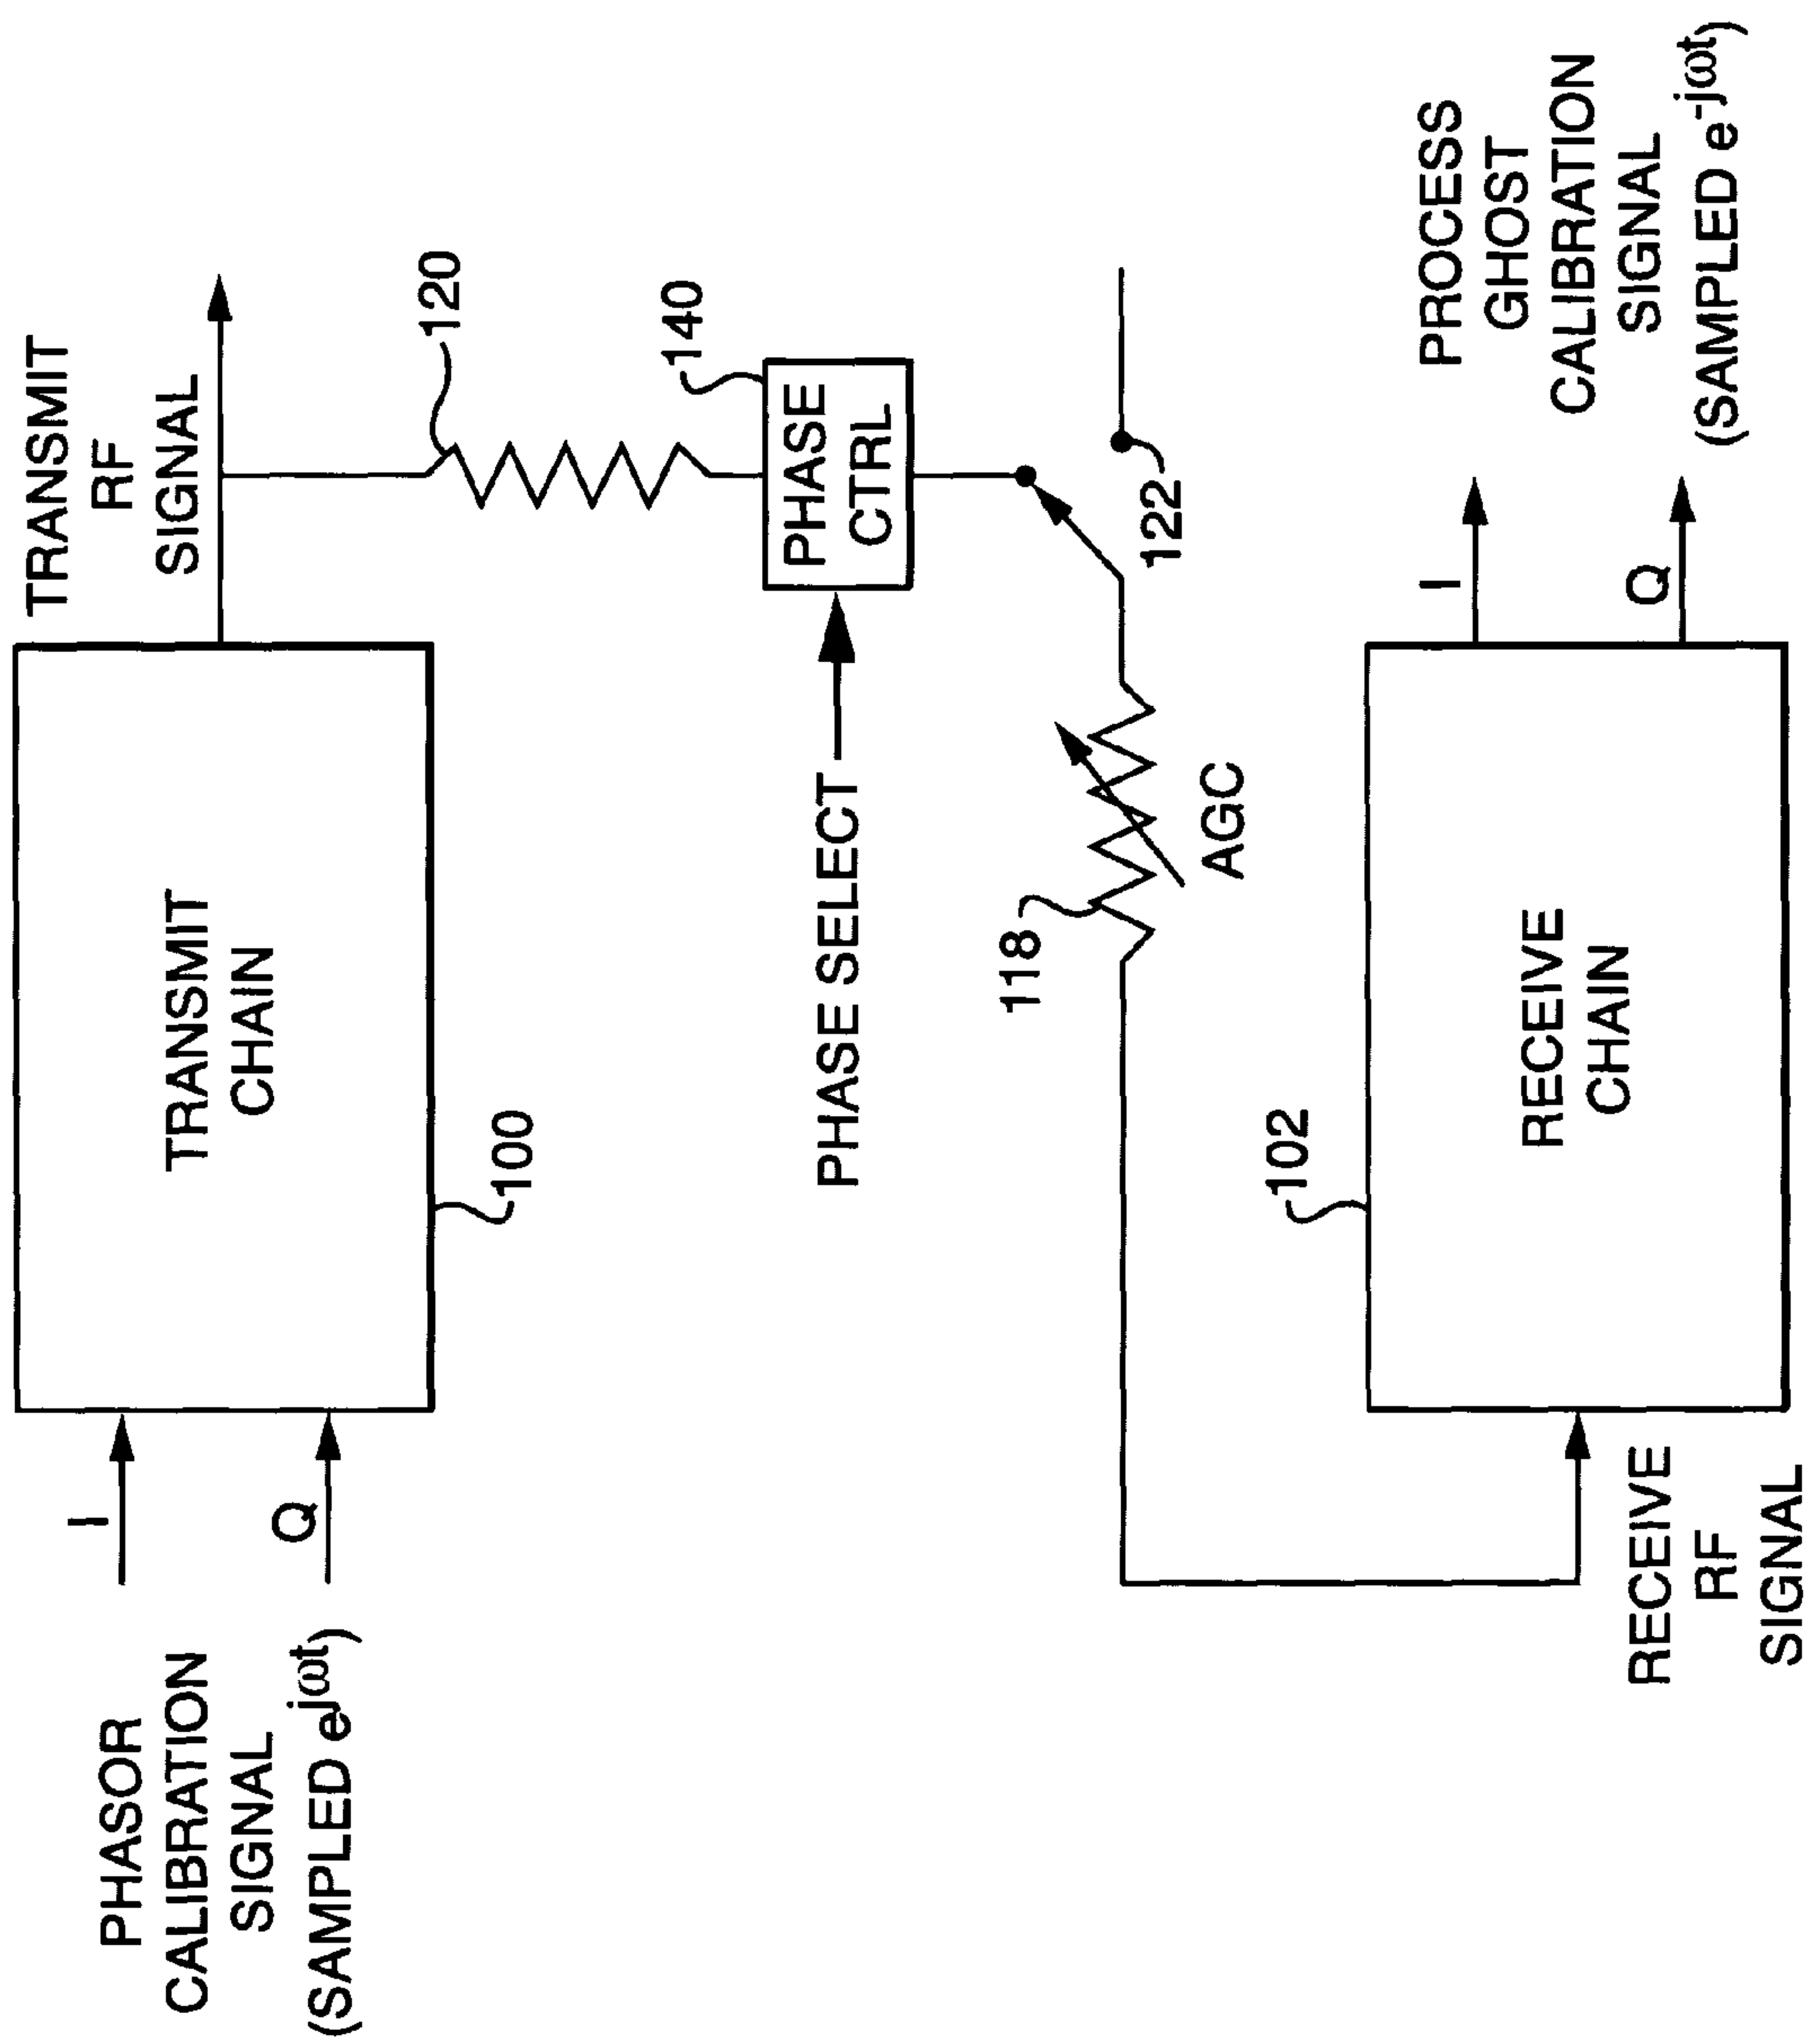 PHASOR
CALIBRATION
SIGNAL
(SAMPLED ejωt)
I
Q
TRANSMIT
CHAIN
100
TRANSMIT
RF
SIGNAL
120
140
PHASE
CTRL
PHASE SELECT
122
118
AGC
102
RECEIVE
CHAIN
RECEIVE
RF
SIGNAL
I
Q
PROCESS
GHOST
CALIBRATION
SIGNAL
(SAMPLED e-jωt)